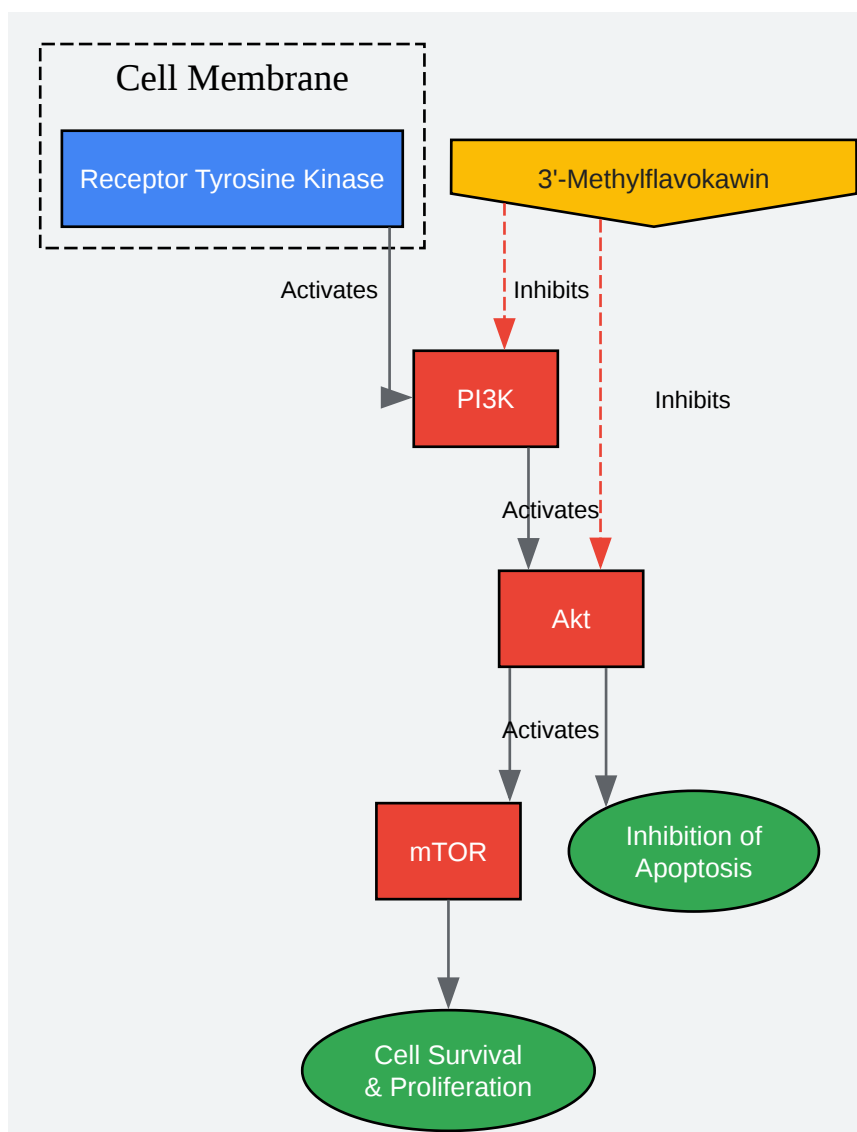 Cell Membrane
Receptor Tyrosine Kinase
3'-Methylflavokawin
Activates
Inhibits
PI3K
Inhibits
Activates
Akt
Activates
mTOR
Inhibition of
Apoptosis
Cell Survival
& Proliferation